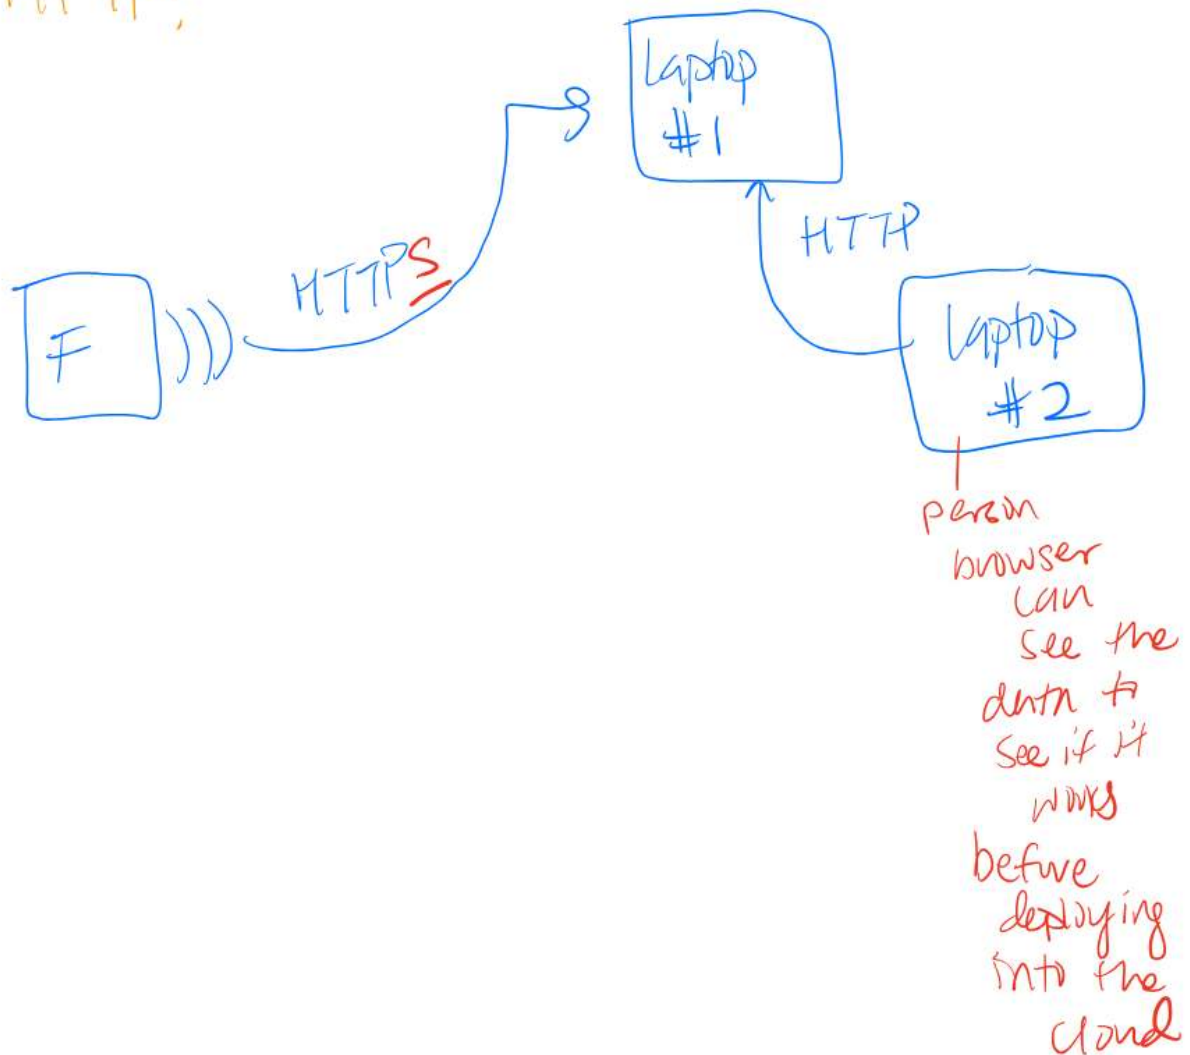 Laptop
#1
HTTP
HTTPS
F
Laptop
#2
person
browser
can
see the
data to
see if it
works
before
deploying
into the
cloud